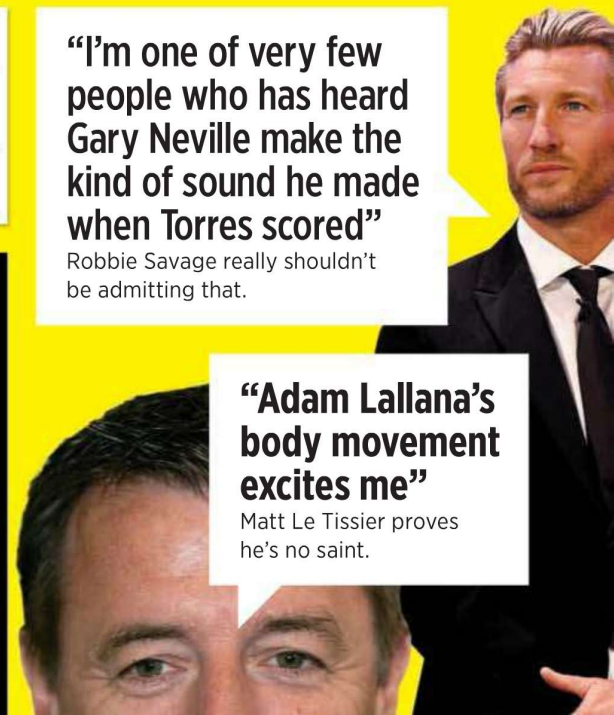 “I’m one of very few
people who has heard
Gary Neville make the
kind of sound he made
when Torres scored”
Robbie Savage really shouldn’t
be admitting that.
“Adam Lallana’s
body movement
excites me”
Matt Le Tissier proves
he’s no saint.